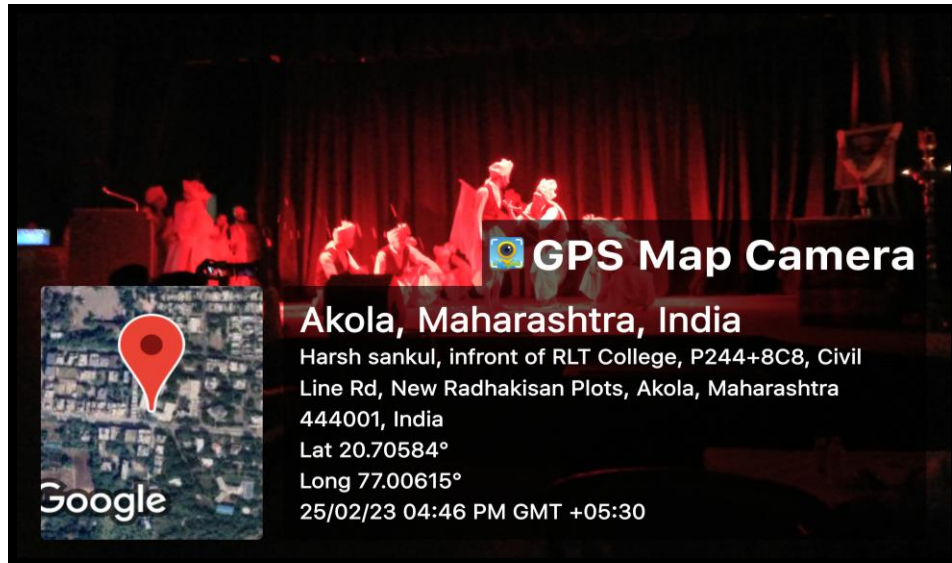 GPS Map Camera
Akola, Maharashtra, India
Harsh sankul, infront of RLT College, P244+8C8, Civil
Line Rd, New Radhakisan Plots, Akola, Maharashtra
444001, India
Lat 20.70584°
Long 77.00615°
25/02/23 04:46 PM GMT +05:30
Google